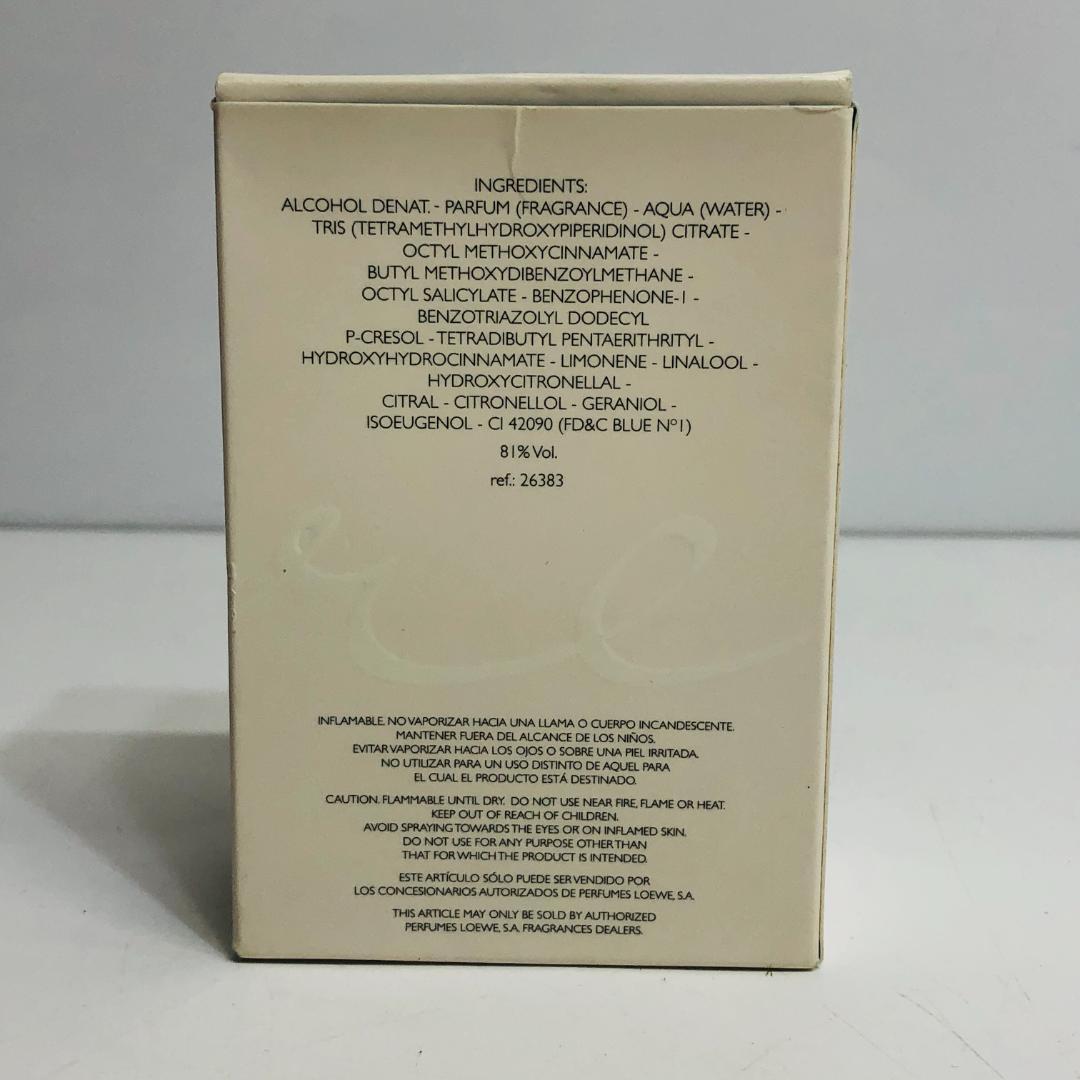 INGREDIENTS:
ALCOHOL DENAT. - PARFUM (FRAGRANCE) - AQUA (WATER) -
TRIS (TETRAMETHYLHYDROXYPIPERIDINOL) CITRATE -
OCTYL METHOXYCINNAMATE -
BUTYL METHOXYDIBENZOYLMETHANE -
OCTYL SALICYLATE - BENZOPHENONE-1 -
BENZOTRIAZOLYL DODECYL
P-CRESOL - TETRADIBUTYL PENTAERITHRITYL -
HYDROXYHYDROCINNAMATE - LIMONENE - LINALOOL -
HYDROXYCITRONELLAL -
CITRAL - CITRONELLOL - GERANIOL -
ISOEUGENOL - CI 42090 (FD&C BLUE Nº1)
81% Vol.
ref.: 26383
INFLAMABLE. NO VAPORIZAR HACIA UNA LLAMA O CUERPO INCANDESCENTE.
MANTENER FUERA DEL ALCANCE DE LOS NIÑOS.
EVITAR VAPORIZAR HACIA LOS OJOS O SOBRE UNA PIEL IRRITADA.
NO UTILIZAR PARA UN USO DISTINTO DE AQUEL PARA
EL CUAL EL PRODUCTO ESTÁ DESTINADO.
CAUTION. FLAMMABLE UNTIL DRY. DO NOT USE NEAR FIRE, FLAME OR HEAT.
KEEP OUT OF REACH OF CHILDREN.
AVOID SPRAYING TOWARDS THE EYES OR ON INFLAMED SKIN.
DO NOT USE FOR ANY PURPOSE OTHER THAN
THAT FOR WHICH THE PRODUCT IS INTENDED.
ESTE ARTÍCULO SÓLO PUEDE SER VENDIDO POR
LOS CONCESIONARIOS AUTORIZADOS DE PERFUMES LOEWE, S.A.
THIS ARTICLE MAY ONLY BE SOLD BY AUTHORIZED
PERFUMES LOEWE, S.A. FRAGRANCES DEALERS.